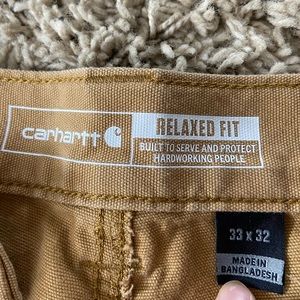 carhartt
RELAXED FIT
BUILT TO SERVE AND PROTECT
HARDWORKING PEOPLE
33 x 32
MADE IN
BANGLADESH